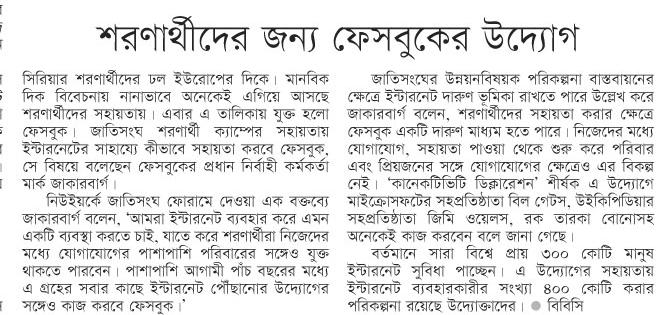 শরণার্থীদের জন্য ফেসবুকের উদ্যোগ
সিরিয়ার শরণার্থীদের ঢল ইউরোপের দিকে। মানবিক
দিক বিবেচনায় নানাভাবে অনেকেই এগিয়ে আসছে
শরণার্থীদের সহায়তায়। এবার এ তালিকায় যুক্ত হলো
ফেসবুক। জাতিসংঘ শরণার্থী ক্যাম্পের সহায়তায়
ইন্টারনেটের সাহায্যে কীভাবে সহায়তা করবে ফেসবুক,
সে বিষয়ে বলেছেন ফেসবুকের প্রধান নির্বাহী কর্মকর্তা
মার্ক জাকারবার্গ।
নিউইয়র্কে জাতিসংঘ ফোরামে দেওয়া এক বক্তব্যে
জাকারবার্গ বলেন, ‘আমরা ইন্টারনেট ব্যবহার করে এমন
একটি ব্যবস্থা করতে চাই, যাতে করে শরণার্থীরা নিজেদের
মধ্যে যোগাযোগের পাশাপাশি পরিবারের সঙ্গেও যুক্ত
থাকতে পারবেন। পাশাপাশি আগামী পাঁচ বছরের মধ্যে
এ গ্রহের সবার কাছে ইন্টারনেট পৌঁছানোর উদ্যোগের
সঙ্গেও কাজ করবে ফেসবুক।’
জাতিসংঘের উন্নয়নবিষয়ক পরিকল্পনা বাস্তবায়নের
ক্ষেত্রে ইন্টারনেট দারুণ ভূমিকা রাখতে পারে উল্লেখ করে
জাকারবার্গ বলেন, শরণার্থীদের সহায়তা করার ক্ষেত্রে
ফেসবুক একটি দারুণ মাধ্যম হতে পারে। নিজেদের মধ্যে
যোগাযোগ, সহায়তা পাওয়া থেকে শুরু করে পরিবার
এবং প্রিয়জনের সঙ্গে যোগাযোগের ক্ষেত্রেও এর বিকল্প
নেই। ‘কানেকটিভিটি ডিক্লারেশন’ শীর্ষক এ উদ্যোগে
মাইক্রোসফটের সহপ্রতিষ্ঠাতা বিল গেটস, উইকিপিডিয়ার
সহপ্রতিষ্ঠাতা জিমি ওয়েলস, রক তারকা বোনোসহ
অনেকেই কাজ করবেন বলে জানা গেছে।
বর্তমানে সারা বিশ্বে প্রায় ৩০০ কোটি মানুষ
ইন্টারনেট সুবিধা পাচ্ছেন। এ উদ্যোগের সহায়তায়
ইন্টারনেট ব্যবহারকারীর সংখ্যা ৪০০ কোটি করার
পরিকল্পনা রয়েছে উদ্যোক্তাদের। ● বিবিসি